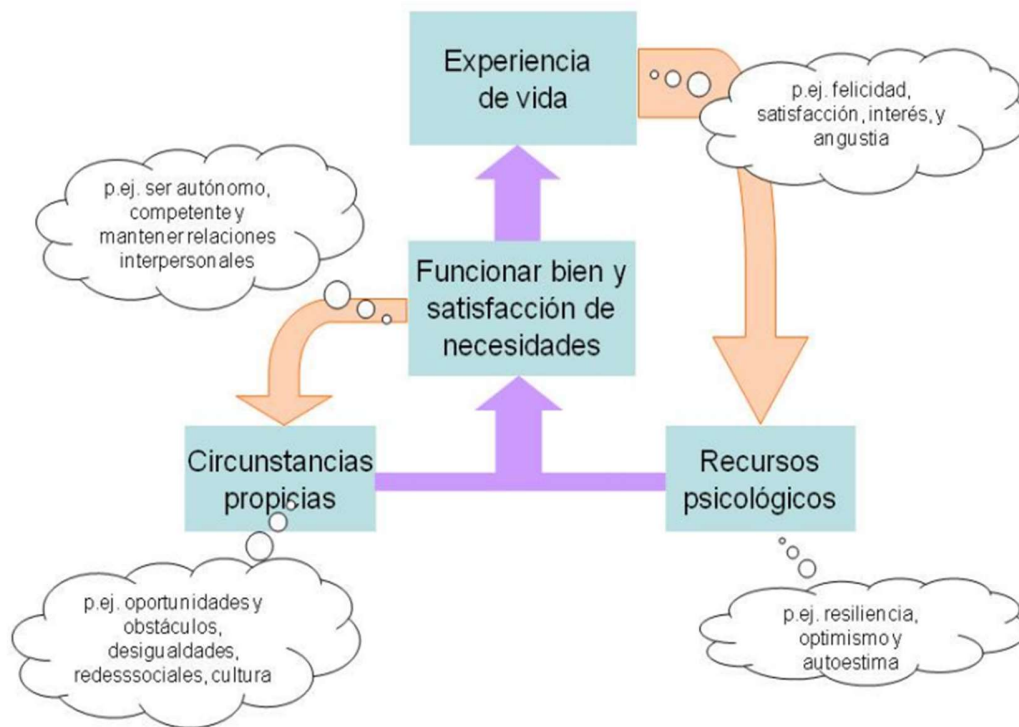 Experiencia
de vida
p.ej. felicidad,
satisfacción, interés, y
angustia
p.ej. ser autónomo,
competente y
mantener relaciones
interpersonales
Funcionar bien y
satisfacción de
necesidades
Circunstancias
propicias
Recursos
psicológicos
p.ej. oportunidades y
obstáculos,
desigualdades,
redesssociales, cultura
p.ej. resiliencia,
optimismo y
autoestima